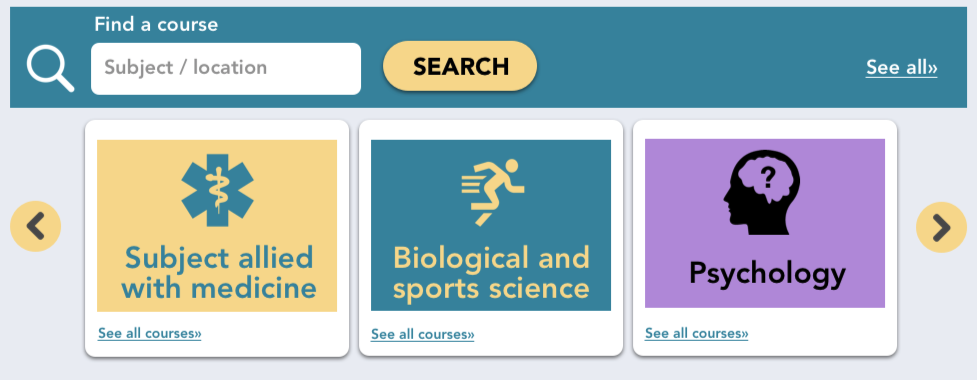 Find a course
Subject / location
SEARCH
See all»
Subject allied
with medicine
See all courses»
Biological and
sports science
See all courses»
?
Psychology
See all courses»